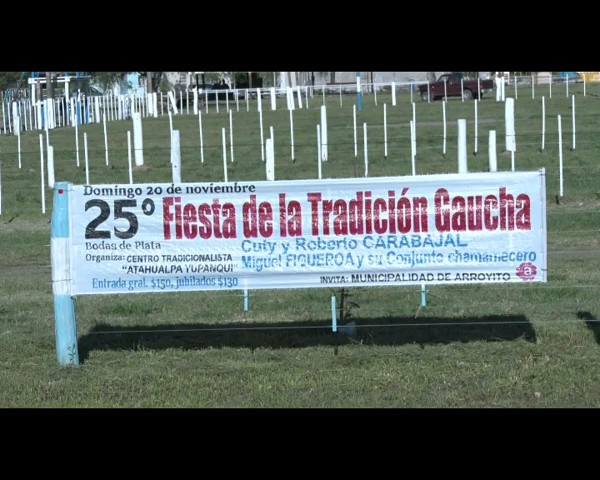 Domingo 20 de noviembre
25º Fiesta de la Tradición Gaucha
Bodas de Plata
Cuty y Roberto CARABAJAL
Organiza: CENTRO TRADICIONALISTA
"ATAHUALPA YUPANQUI"
Miguel FIGUEROA y su Conjunto chamamecero
Entrada gral. $150, jubilados $130
INVITA: MUNICIPALIDAD DE ARROYITO
a